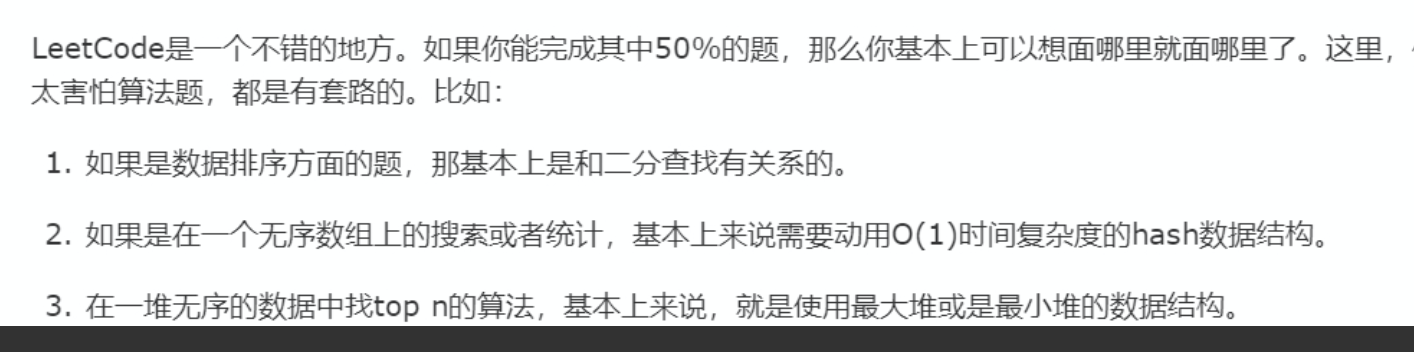 LeetCode是一个不错的地方。如果你能完成其中50%的题，那么你基本上可以想面哪里就面哪里了。这里，
太害怕算法题，都是有套路的。比如：
1. 如果是数据排序方面的题，那基本上是和二分查找有关系的。
2. 如果是在一个无序数组上的搜索或者统计，基本上来说需要动用O(1)时间复杂度的hash数据结构。
3. 在一堆无序的数据中找top n的算法，基本上来说，就是使用最大堆或是最小堆的数据结构。